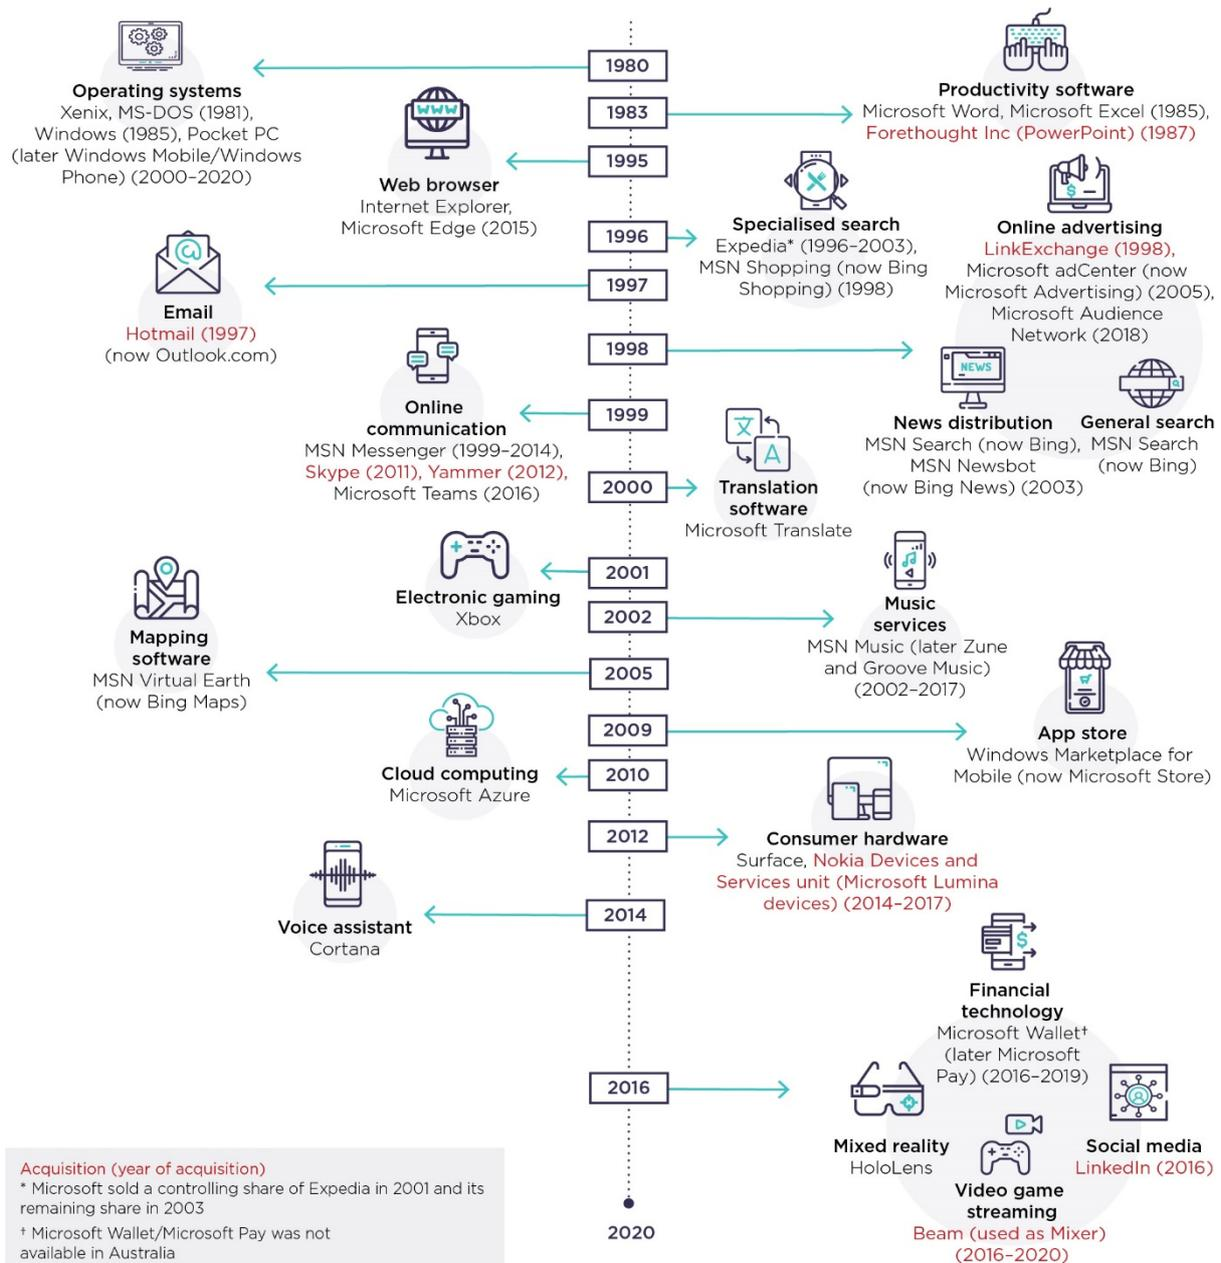 1980
Operating systems
Xenix, MS-DOS (1981),
Windows (1985), Pocket PC
(later Windows Mobile/Windows
Phone) (2000–2020)
1983
Productivity software
Microsoft Word, Microsoft Excel (1985),
Forethought Inc (PowerPoint) (1987)
1995
WWW
Web browser
Internet Explorer,
Microsoft Edge (2015)
1996
Specialised search
Expedia* (1996–2003),
MSN Shopping (now Bing
Shopping) (1998)
1997
@
Email
Hotmail (1997)
(now Outlook.com)
1998
$
Online advertising
LinkExchange (1998),
Microsoft adCenter (now
Microsoft Advertising) (2005),
Microsoft Audience
Network (2018)
NEWS
News distribution
MSN Search (now Bing),
MSN Newsbot
(now Bing News) (2003)
General search
MSN Search
(now Bing)
1999
Online
communication
MSN Messenger (1999–2014),
Skype (2011), Yammer (2012),
Microsoft Teams (2016)
2000
文
A
Translation
software
Microsoft Translate
2001
Electronic gaming
Xbox
2002
Music
services
MSN Music (later Zune
and Groove Music)
(2002–2017)
2005
Mapping
software
MSN Virtual Earth
(now Bing Maps)
2009
App store
Windows Marketplace for
Mobile (now Microsoft Store)
2010
Cloud computing
Microsoft Azure
2012
Consumer hardware
Surface, Nokia Devices and
Services unit (Microsoft Lumina
devices) (2014–2017)
2014
Voice assistant
Cortana
2016
$
Financial
technology
Microsoft Wallet†
(later Microsoft
Pay) (2016–2019)
Mixed reality
HoloLens
Social media
LinkedIn (2016)
Video game
streaming
Beam (used as Mixer)
(2016–2020)
2020
Acquisition (year of acquisition)
* Microsoft sold a controlling share of Expedia in 2001 and its
remaining share in 2003
† Microsoft Wallet/Microsoft Pay was not
available in Australia